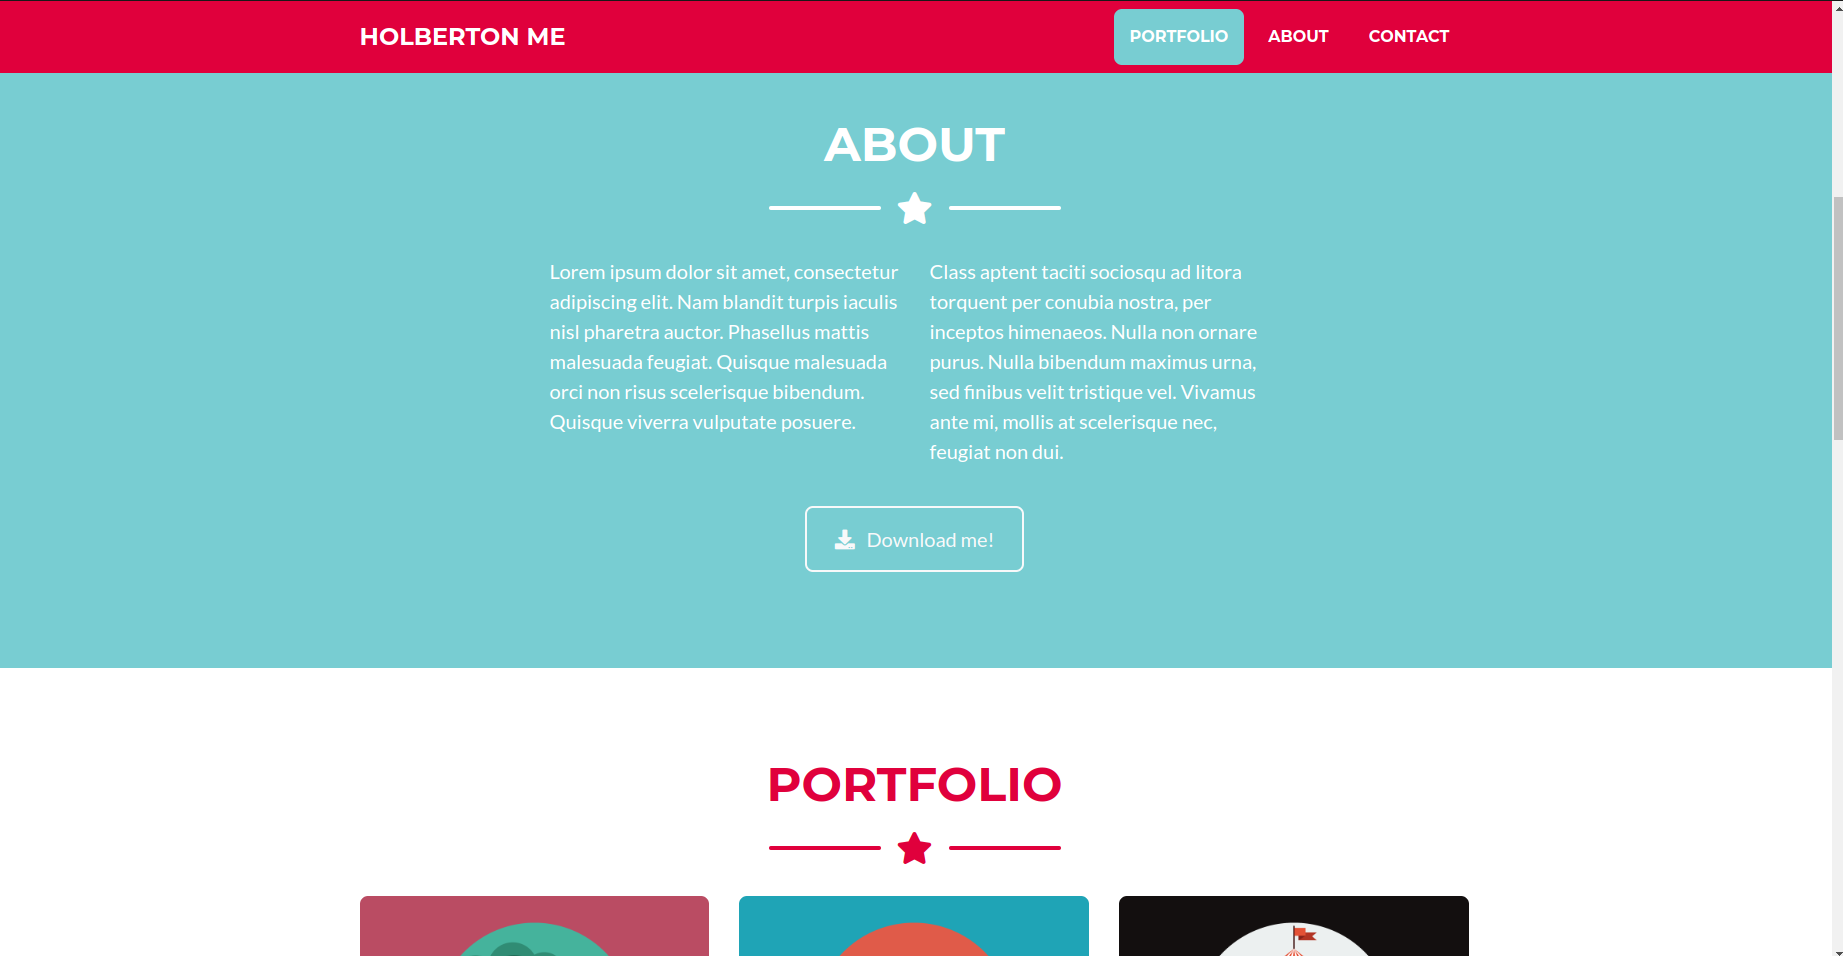 HOLBERTON ME
PORTFOLIO
ABOUT
CONTACT
ABOUT
Lorem ipsum dolor sit amet, consectetur
adipiscing elit. Nam blandit turpis iaculis
nisl pharetra auctor. Phasellus mattis
malesuada feugiat. Quisque malesuada
orci non risus scelerisque bibendum.
Quisque viverra vulputate posuere.
Class aptent taciti sociosqu ad litora
torquent per conubia nostra, per
inceptos himenaeos. Nulla non ornare
purus. Nulla bibendum maximus urna,
sed finibus velit tristique vel. Vivamus
ante mi, mollis at scelerisque nec,
feugiat non dui.
Download me!
PORTFOLIO